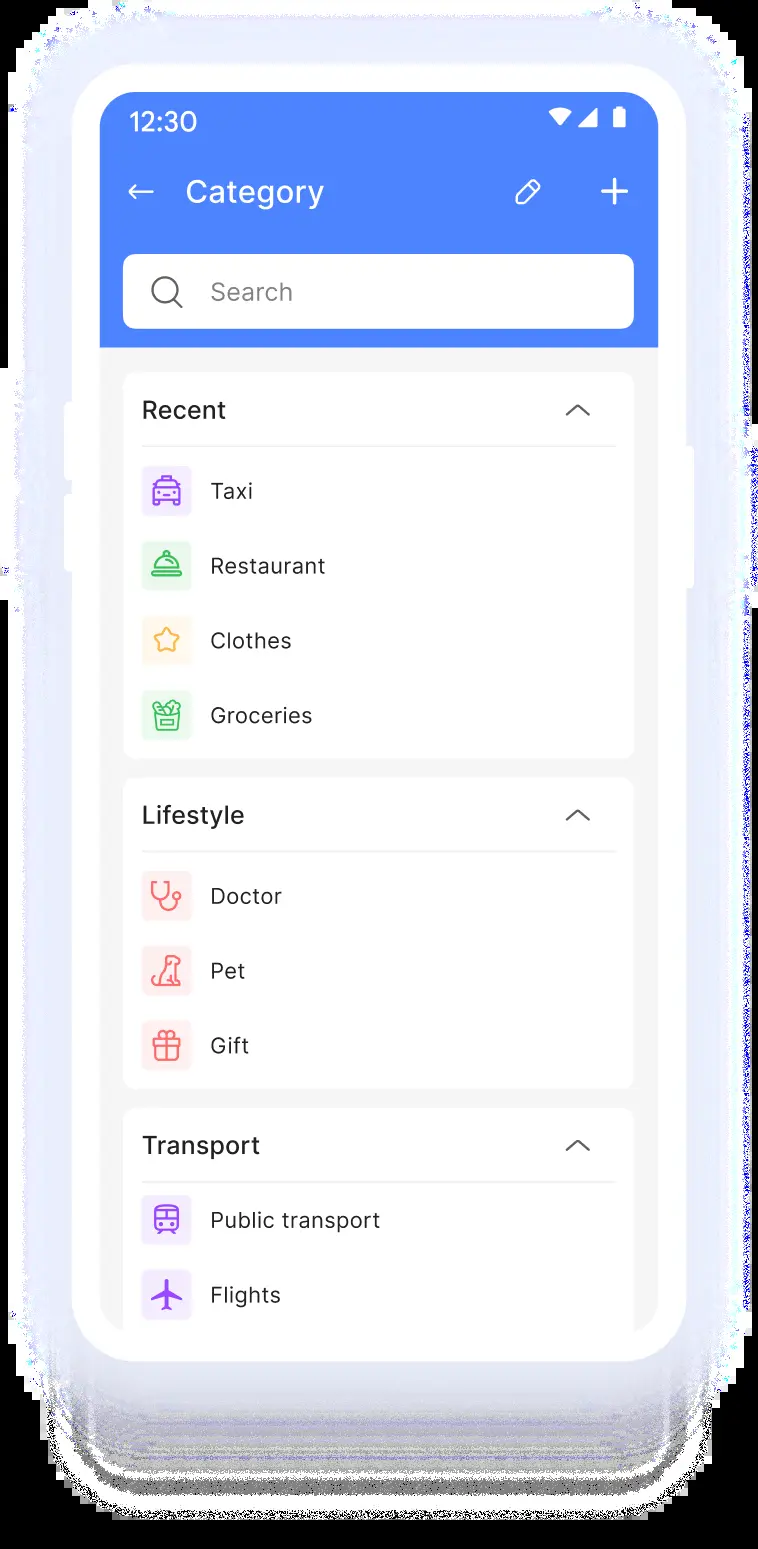 12:30
Category
Search
Recent
Taxi
Restaurant
Clothes
Groceries
Lifestyle
Doctor
Pet
Gift
Transport
Public transport
Flights